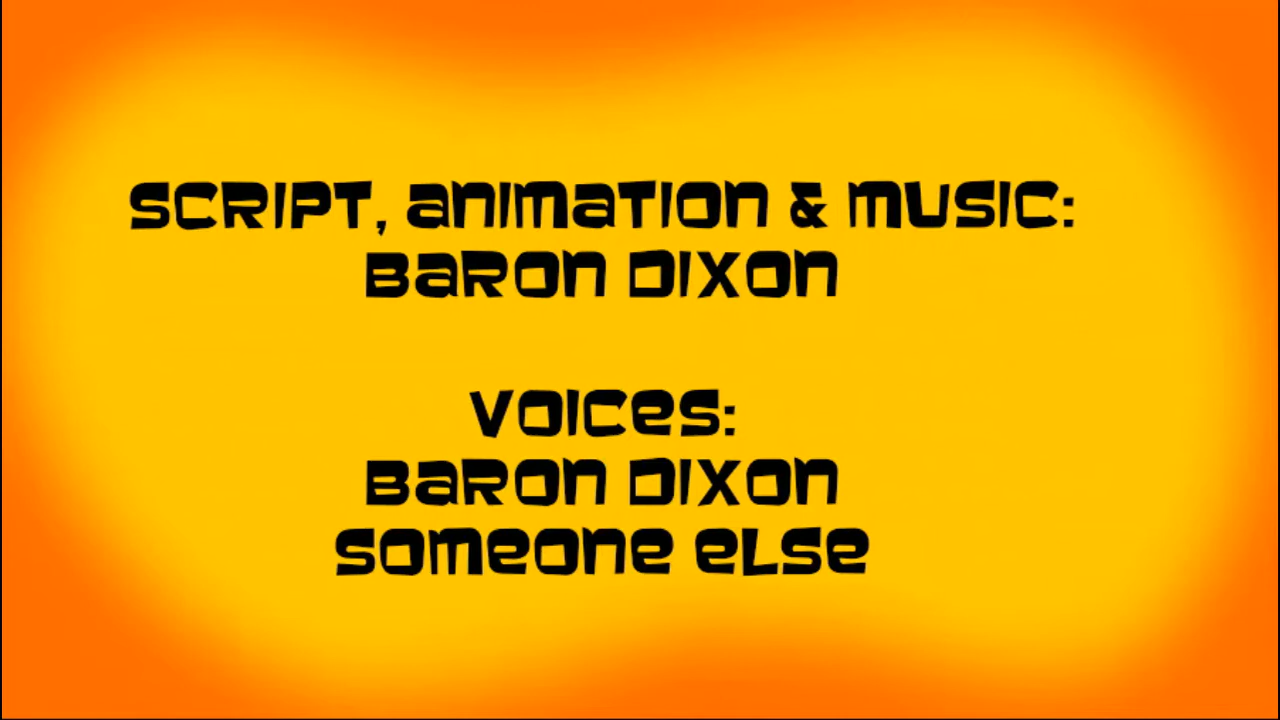 SCRIPT, ANIMATION & MUSIC:
BARON DIXON
VOICES:
BARON DIXON
SOMEONE ELSE